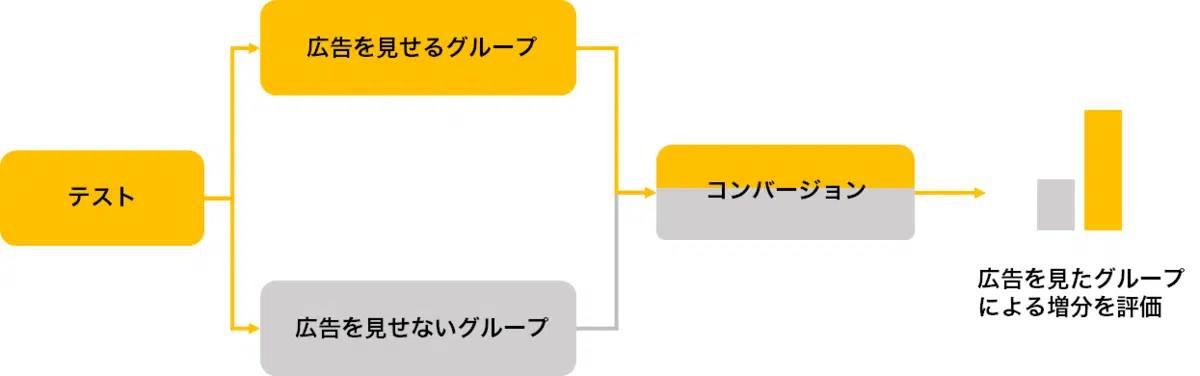 広告を見せるグループ
テスト
コンバージョン
広告を見せないグループ
広告を見たグループ
による増分を評価